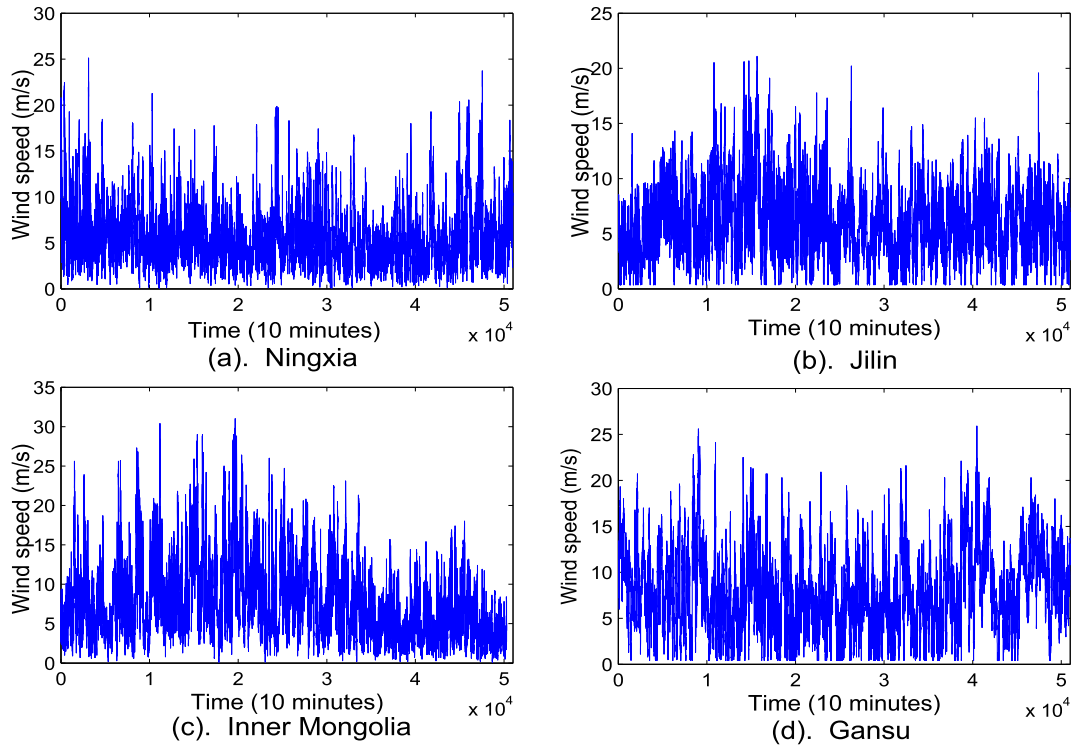 30
25
20
15
10
5
0
Wind speed (m/s)
0 1 2 3 4 5
x 10^4
Time (10 minutes)
(a). Ningxia
25
20
15
10
5
0
Wind speed (m/s)
0 1 2 3 4 5
x 10^4
Time (10 minutes)
(b). Jilin
35
30
25
20
15
10
5
0
Wind speed (m/s)
0 1 2 3 4 5
x 10^4
Time (10 minutes)
(c). Inner Mongolia
30
25
20
15
10
5
0
Wind speed (m/s)
0 1 2 3 4 5
x 10^4
Time (10 minutes)
(d). Gansu